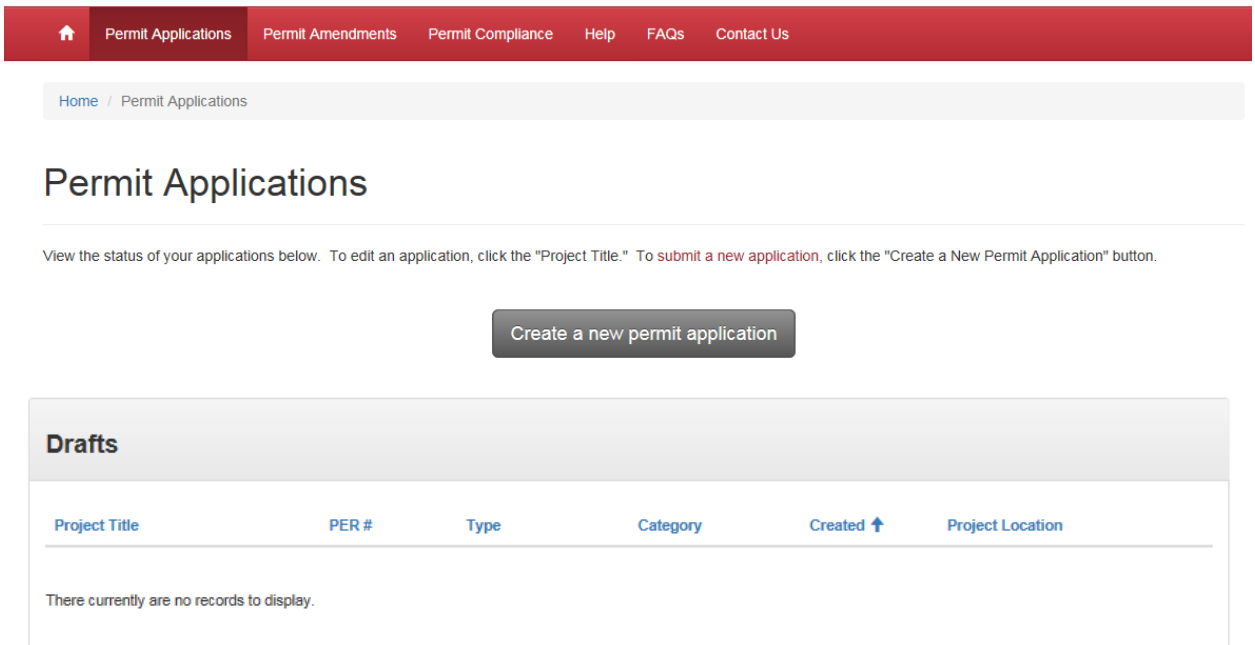 Permit Applications Permit Amendments Permit Compliance Help FAQs Contact Us
Home / Permit Applications
Permit Applications
View the status of your applications below. To edit an application, click the "Project Title." To submit a new application, click the "Create a New Permit Application" button.
Create a new permit application
Drafts
Project Title PER # Type Category Created Project Location
There currently are no records to display.